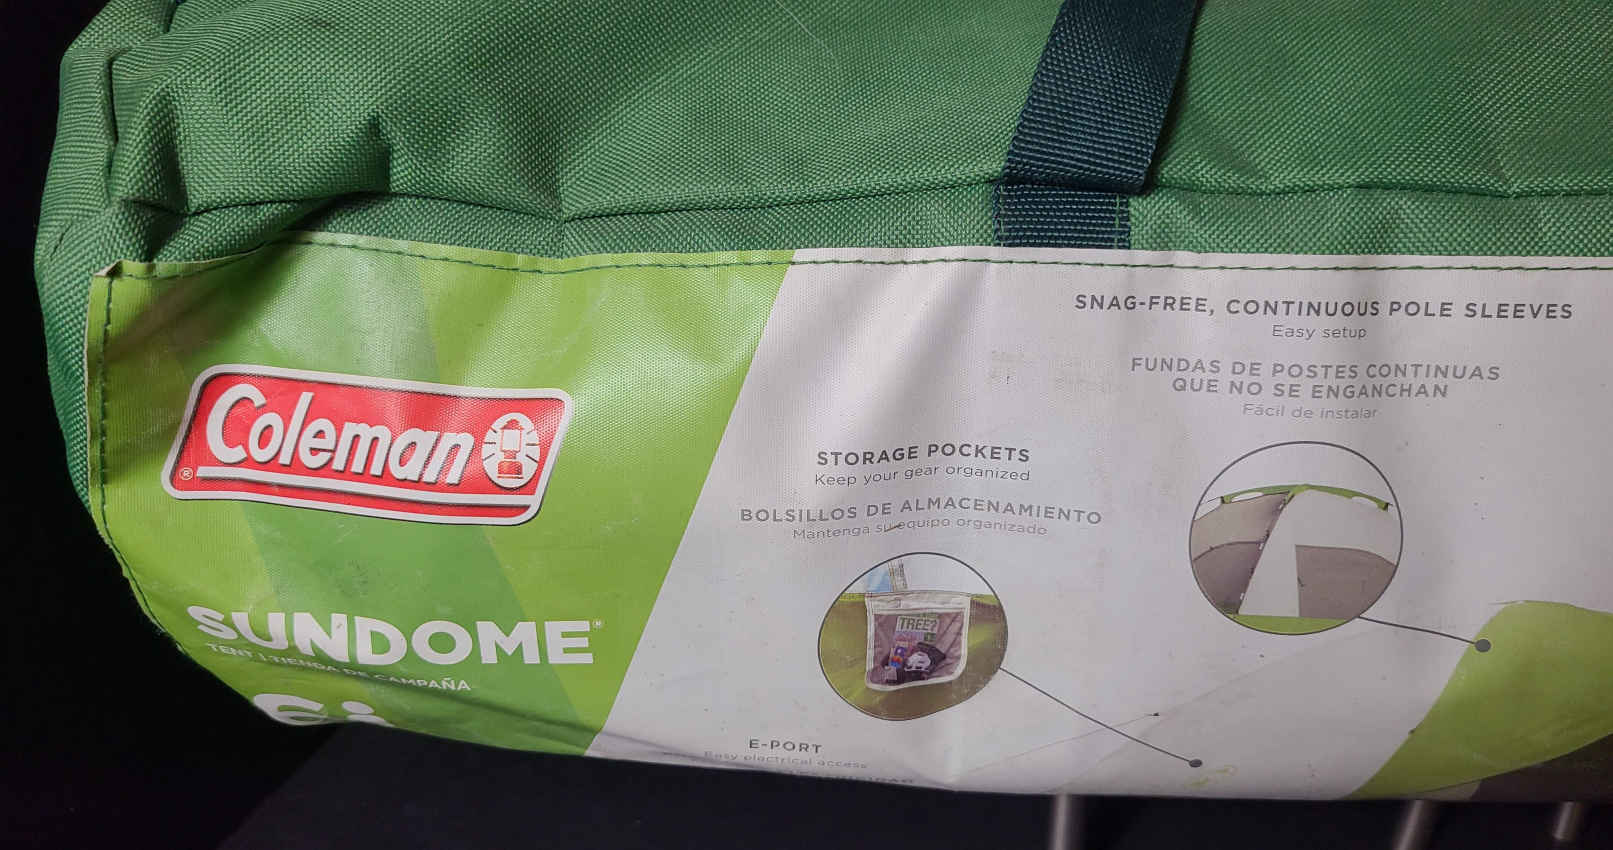 Coleman
®
SUNDOME®
TENT | TIENDA DE CAMPAÑA
SNAG-FREE, CONTINUOUS POLE SLEEVES
Easy setup
FUNDAS DE POSTES CONTINUAS
QUE NO SE ENGANCHAN
Fácil de instalar
STORAGE POCKETS
Keep your gear organized
BOLSILLOS DE ALMACENAMIENTO
Mantenga su equipo organizado
TREE?
E-PORT
Easy electrical access